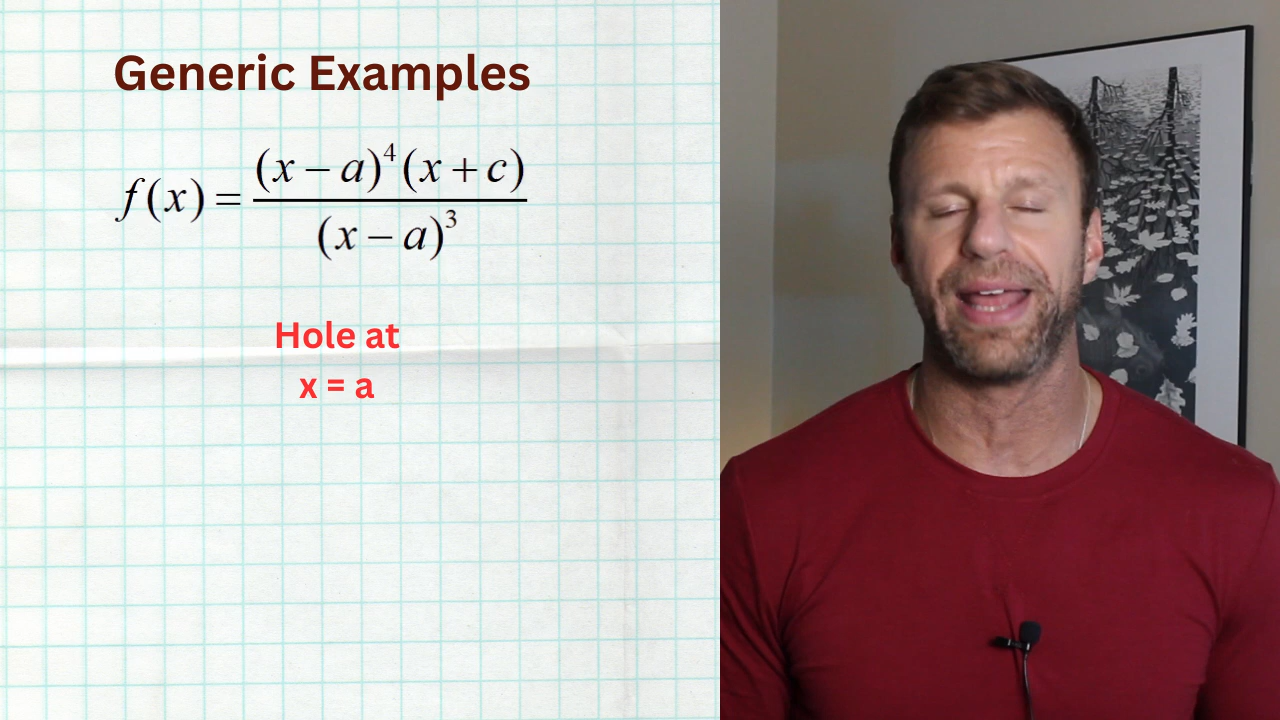 Generic Examples
f(x) = (x − a)⁴(x + c) / (x − a)³
Hole at
x = a